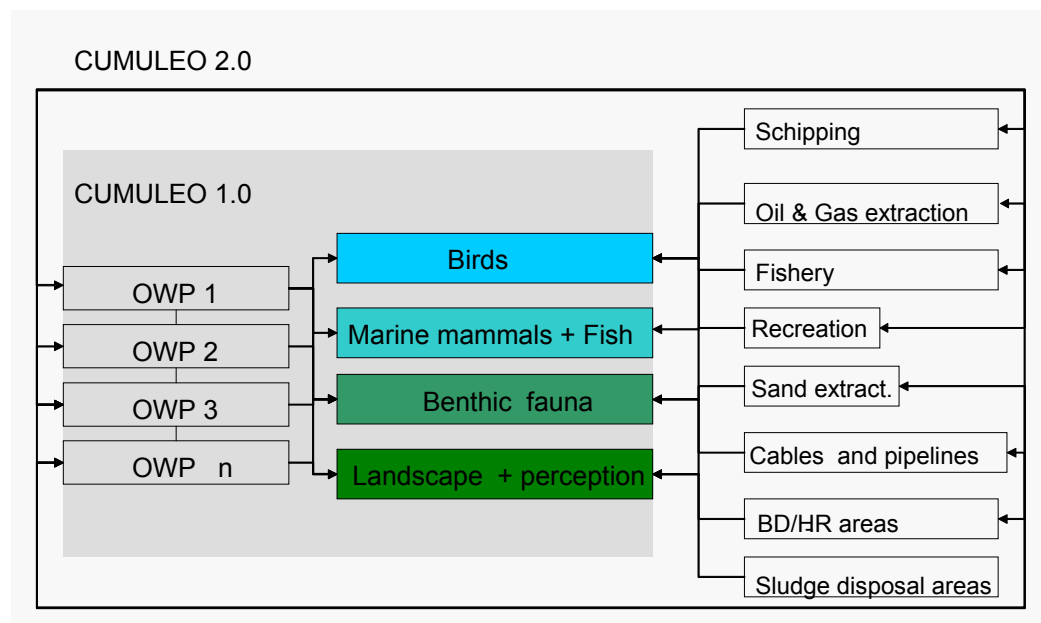 CUMULEO 2.0
CUMULEO 1.0
OWP 1
OWP 2
OWP 3
OWP n
Birds
Marine mammals + Fish
Benthic fauna
Landscape + perception
Schipping
Oil & Gas extraction
Fishery
Recreation
Sand extract.
Cables and pipelines
BD/HR areas
Sludge disposal areas